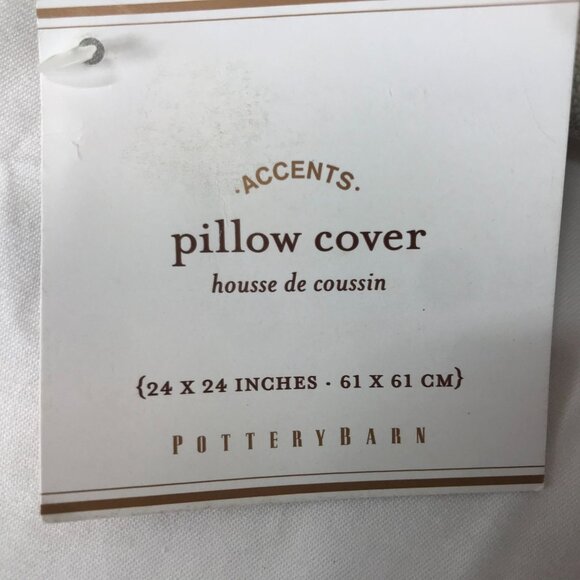 ·ACCENTS·
pillow cover
housse de coussin
{24 X 24 INCHES · 61 X 61 CM}
POTTERYBARN